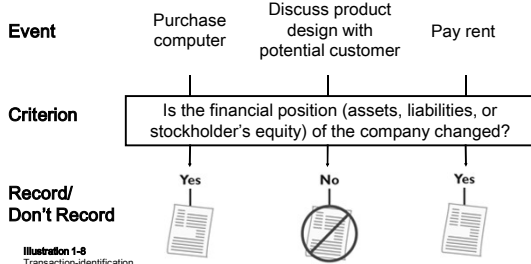 Event
Purchase
computer
Discuss product
design with
potential customer
Pay rent
Criterion
Is the financial position (assets, liabilities, or
stockholder's equity) of the company changed?
Yes
No
Yes
Record/
Don't Record
Illustration 1-8
Transaction-identification